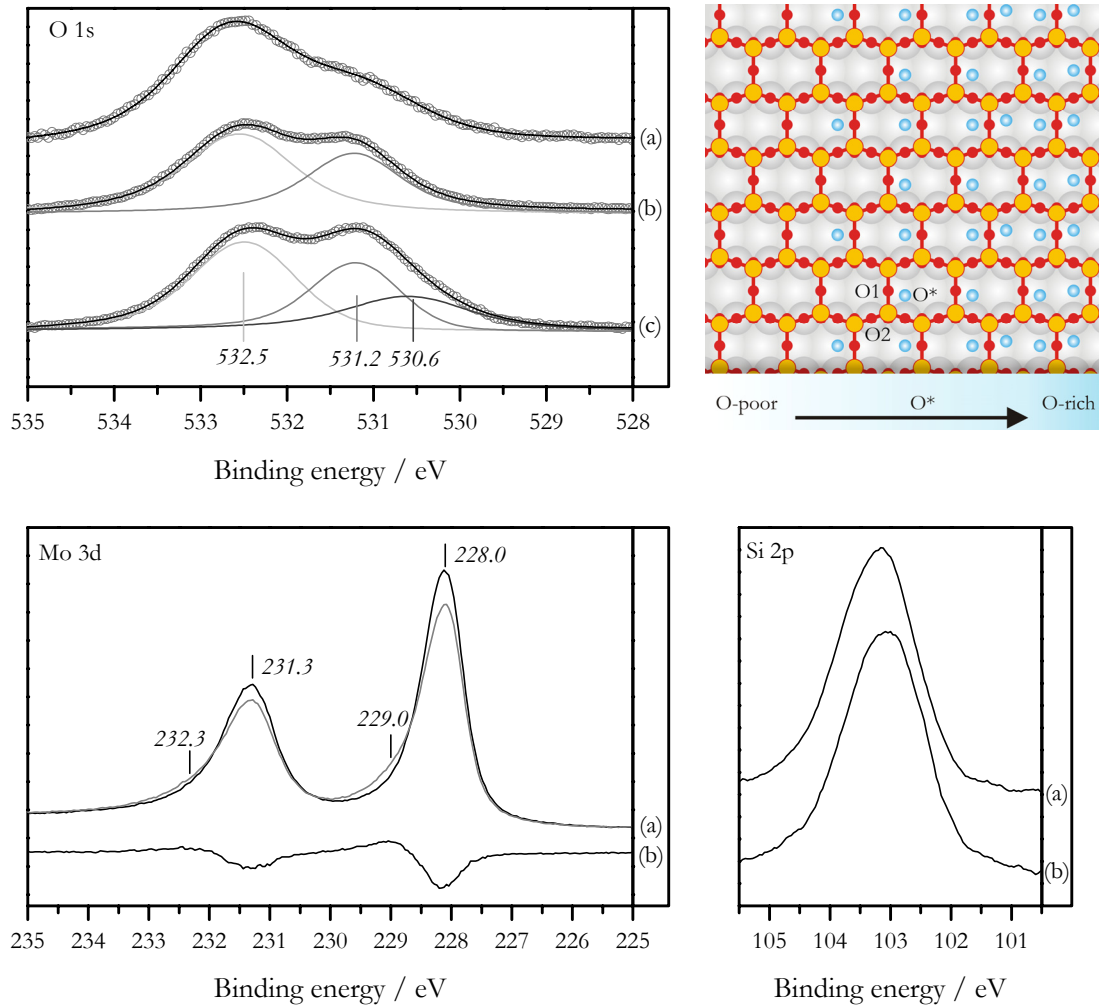 O 1s
(a)
(b)
(c)
532.5
531.2
530.6
535 534 533 532 531 530 529 528
Binding energy / eV
O1
O*
O2
O-poor
O*
O-rich
Mo 3d
228.0
231.3
229.0
232.3
(a)
(b)
235 234 233 232 231 230 229 228 227 226 225
Binding energy / eV
Si 2p
(a)
(b)
105 104 103 102 101
Binding energy / eV